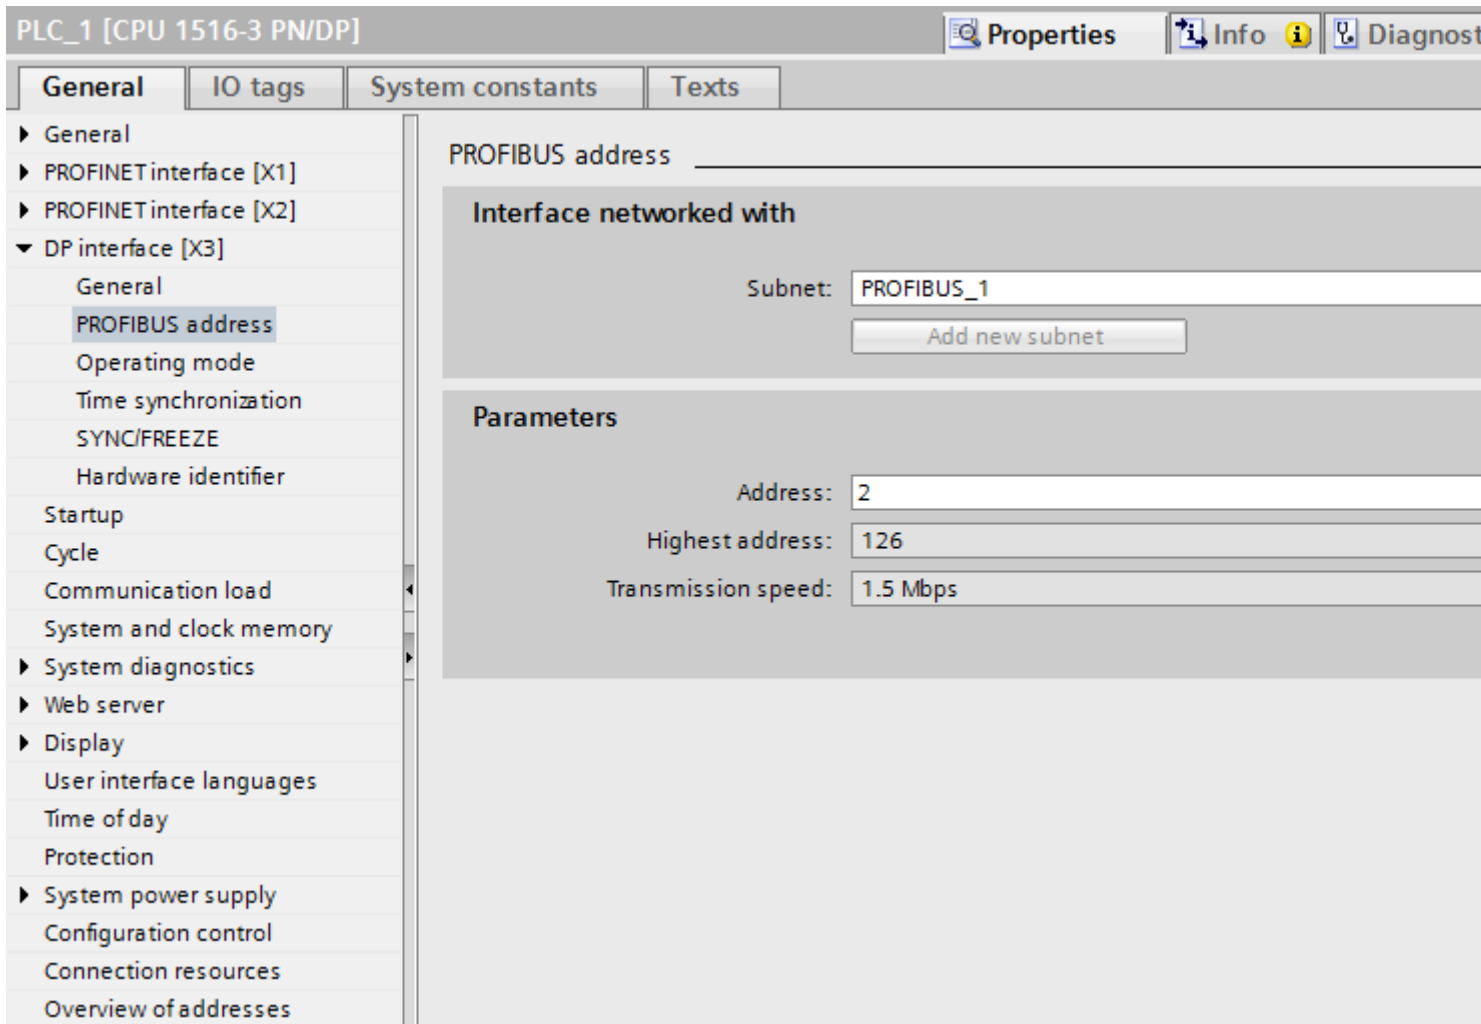 PLC_1 [CPU 1516-3 PN/DP]
Properties
Info
Diagnost
General
IO tags
System constants
Texts
General
PROFINET interface [X1]
PROFINET interface [X2]
DP interface [X3]
General
PROFIBUS address
Operating mode
Time synchronization
SYNC/FREEZE
Hardware identifier
Startup
Cycle
Communication load
System and clock memory
System diagnostics
Web server
Display
User interface languages
Time of day
Protection
System power supply
Configuration control
Connection resources
Overview of addresses
PROFIBUS address
Interface networked with
Subnet: PROFIBUS_1
Add new subnet
Parameters
Address: 2
Highest address: 126
Transmission speed: 1.5 Mbps